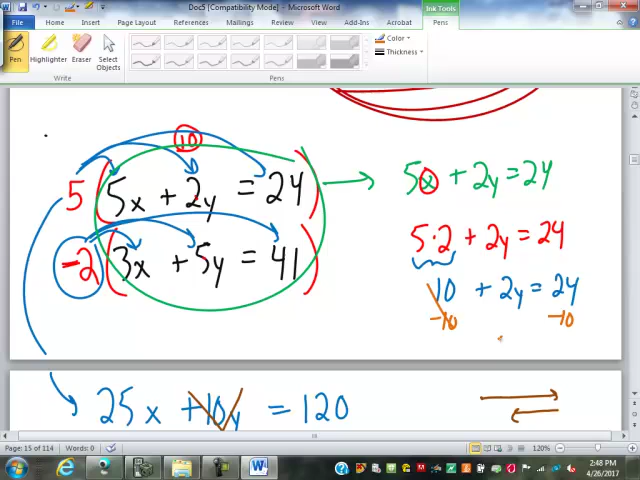 Doc5 [Compatibility Mode] - Microsoft Word
Ink Tools
File Home Insert Page Layout References Mailings Review View Add-Ins Acrobat Pens
Pen Highlighter Eraser Select Objects
Color
Thickness
Write Pens
10
5 (5x + 2y = 24) → 5x + 2y = 24
-2 (3x + 5y = 41)
5·2 + 2y = 24
10 + 2y = 24
-10 -10
25x +10y = 120
Page: 15 of 114 Words: 0 120%
2:48 PM
4/26/2017